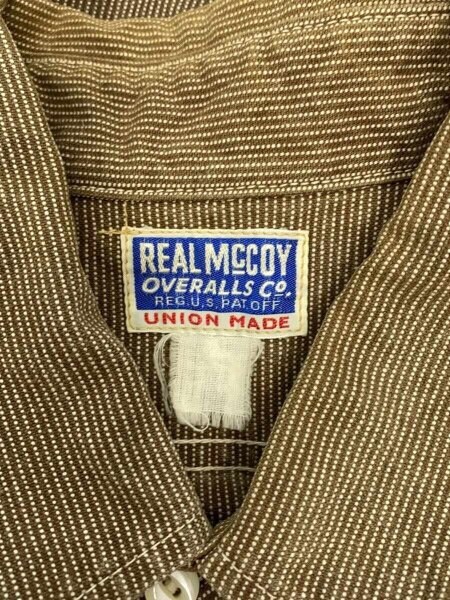 REAL McCOY
OVERALLS Co.
REG.U.S.PAT.OFF.
UNION MADE